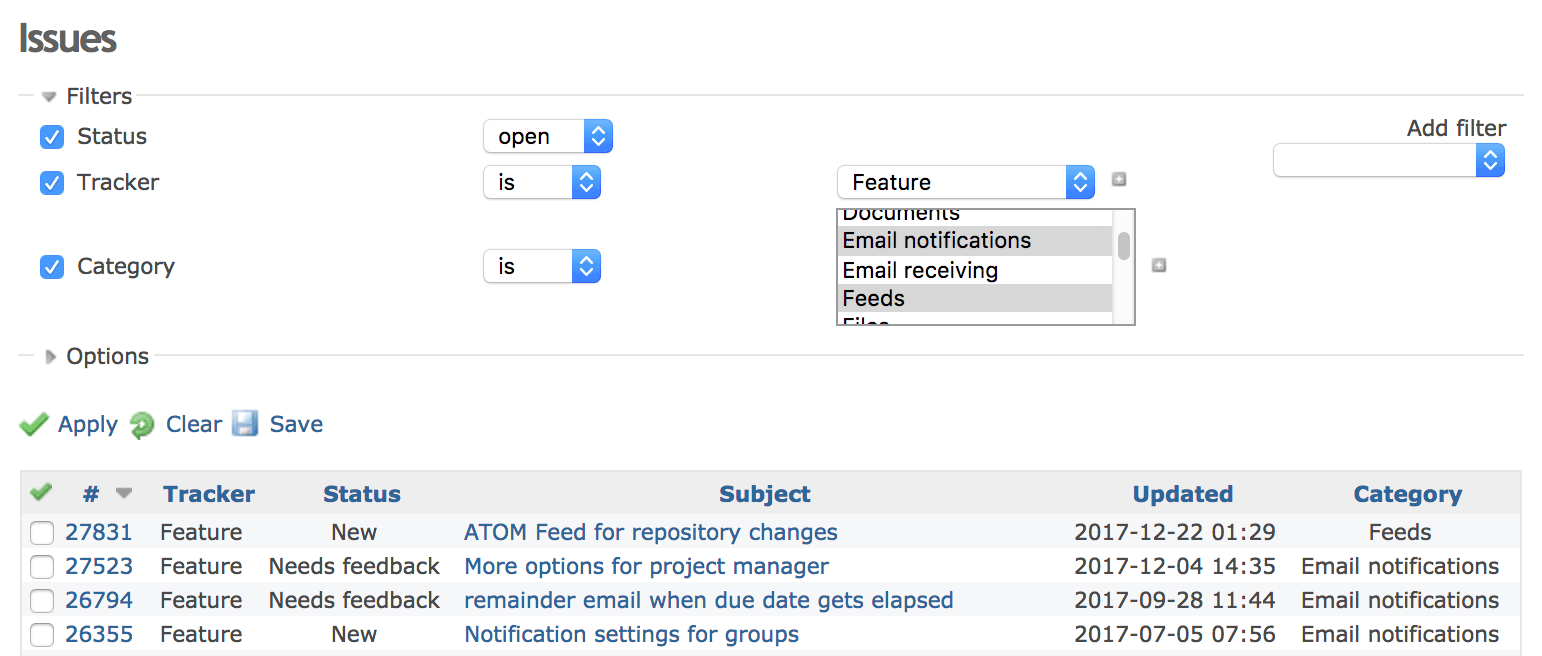 Issues
Filters
Status open Add filter
Tracker is Feature
Documents
Email notifications
Category is Email receiving
Feeds
Files
Options
Apply Clear Save
# Tracker Status Subject Updated Category
27831 Feature New ATOM Feed for repository changes 2017-12-22 01:29 Feeds
27523 Feature Needs feedback More options for project manager 2017-12-04 14:35 Email notifications
26794 Feature Needs feedback remainder email when due date gets elapsed 2017-09-28 11:44 Email notifications
26355 Feature New Notification settings for groups 2017-07-05 07:56 Email notifications